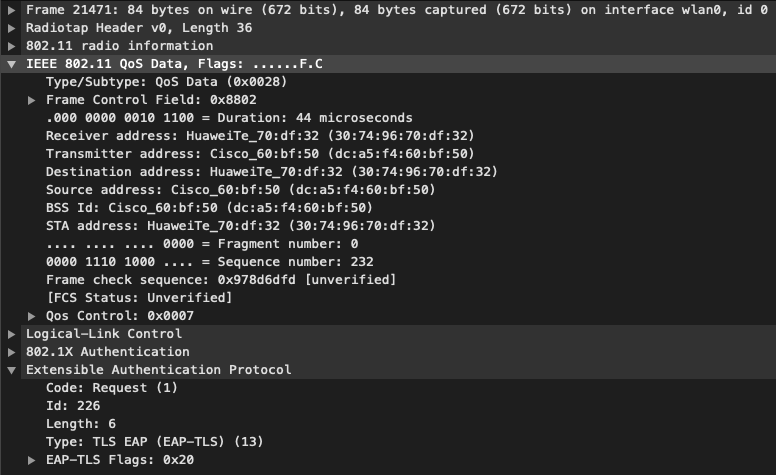 Frame 21471: 84 bytes on wire (672 bits), 84 bytes captured (672 bits) on interface wlan0, id 0
Radiotap Header v0, Length 36
802.11 radio information
IEEE 802.11 QoS Data, Flags: ......F.C
Type/Subtype: QoS Data (0x0028)
Frame Control Field: 0x8802
.000 0000 0010 1100 = Duration: 44 microseconds
Receiver address: HuaweiTe_70:df:32 (30:74:96:70:df:32)
Transmitter address: Cisco_60:bf:50 (dc:a5:f4:60:bf:50)
Destination address: HuaweiTe_70:df:32 (30:74:96:70:df:32)
Source address: Cisco_60:bf:50 (dc:a5:f4:60:bf:50)
BSS Id: Cisco_60:bf:50 (dc:a5:f4:60:bf:50)
STA address: HuaweiTe_70:df:32 (30:74:96:70:df:32)
.... .... .... 0000 = Fragment number: 0
0000 1110 1000 .... = Sequence number: 232
Frame check sequence: 0x978d6dfd [unverified]
[FCS Status: Unverified]
Qos Control: 0x0007
Logical-Link Control
802.1X Authentication
Extensible Authentication Protocol
Code: Request (1)
Id: 226
Length: 6
Type: TLS EAP (EAP-TLS) (13)
EAP-TLS Flags: 0x20